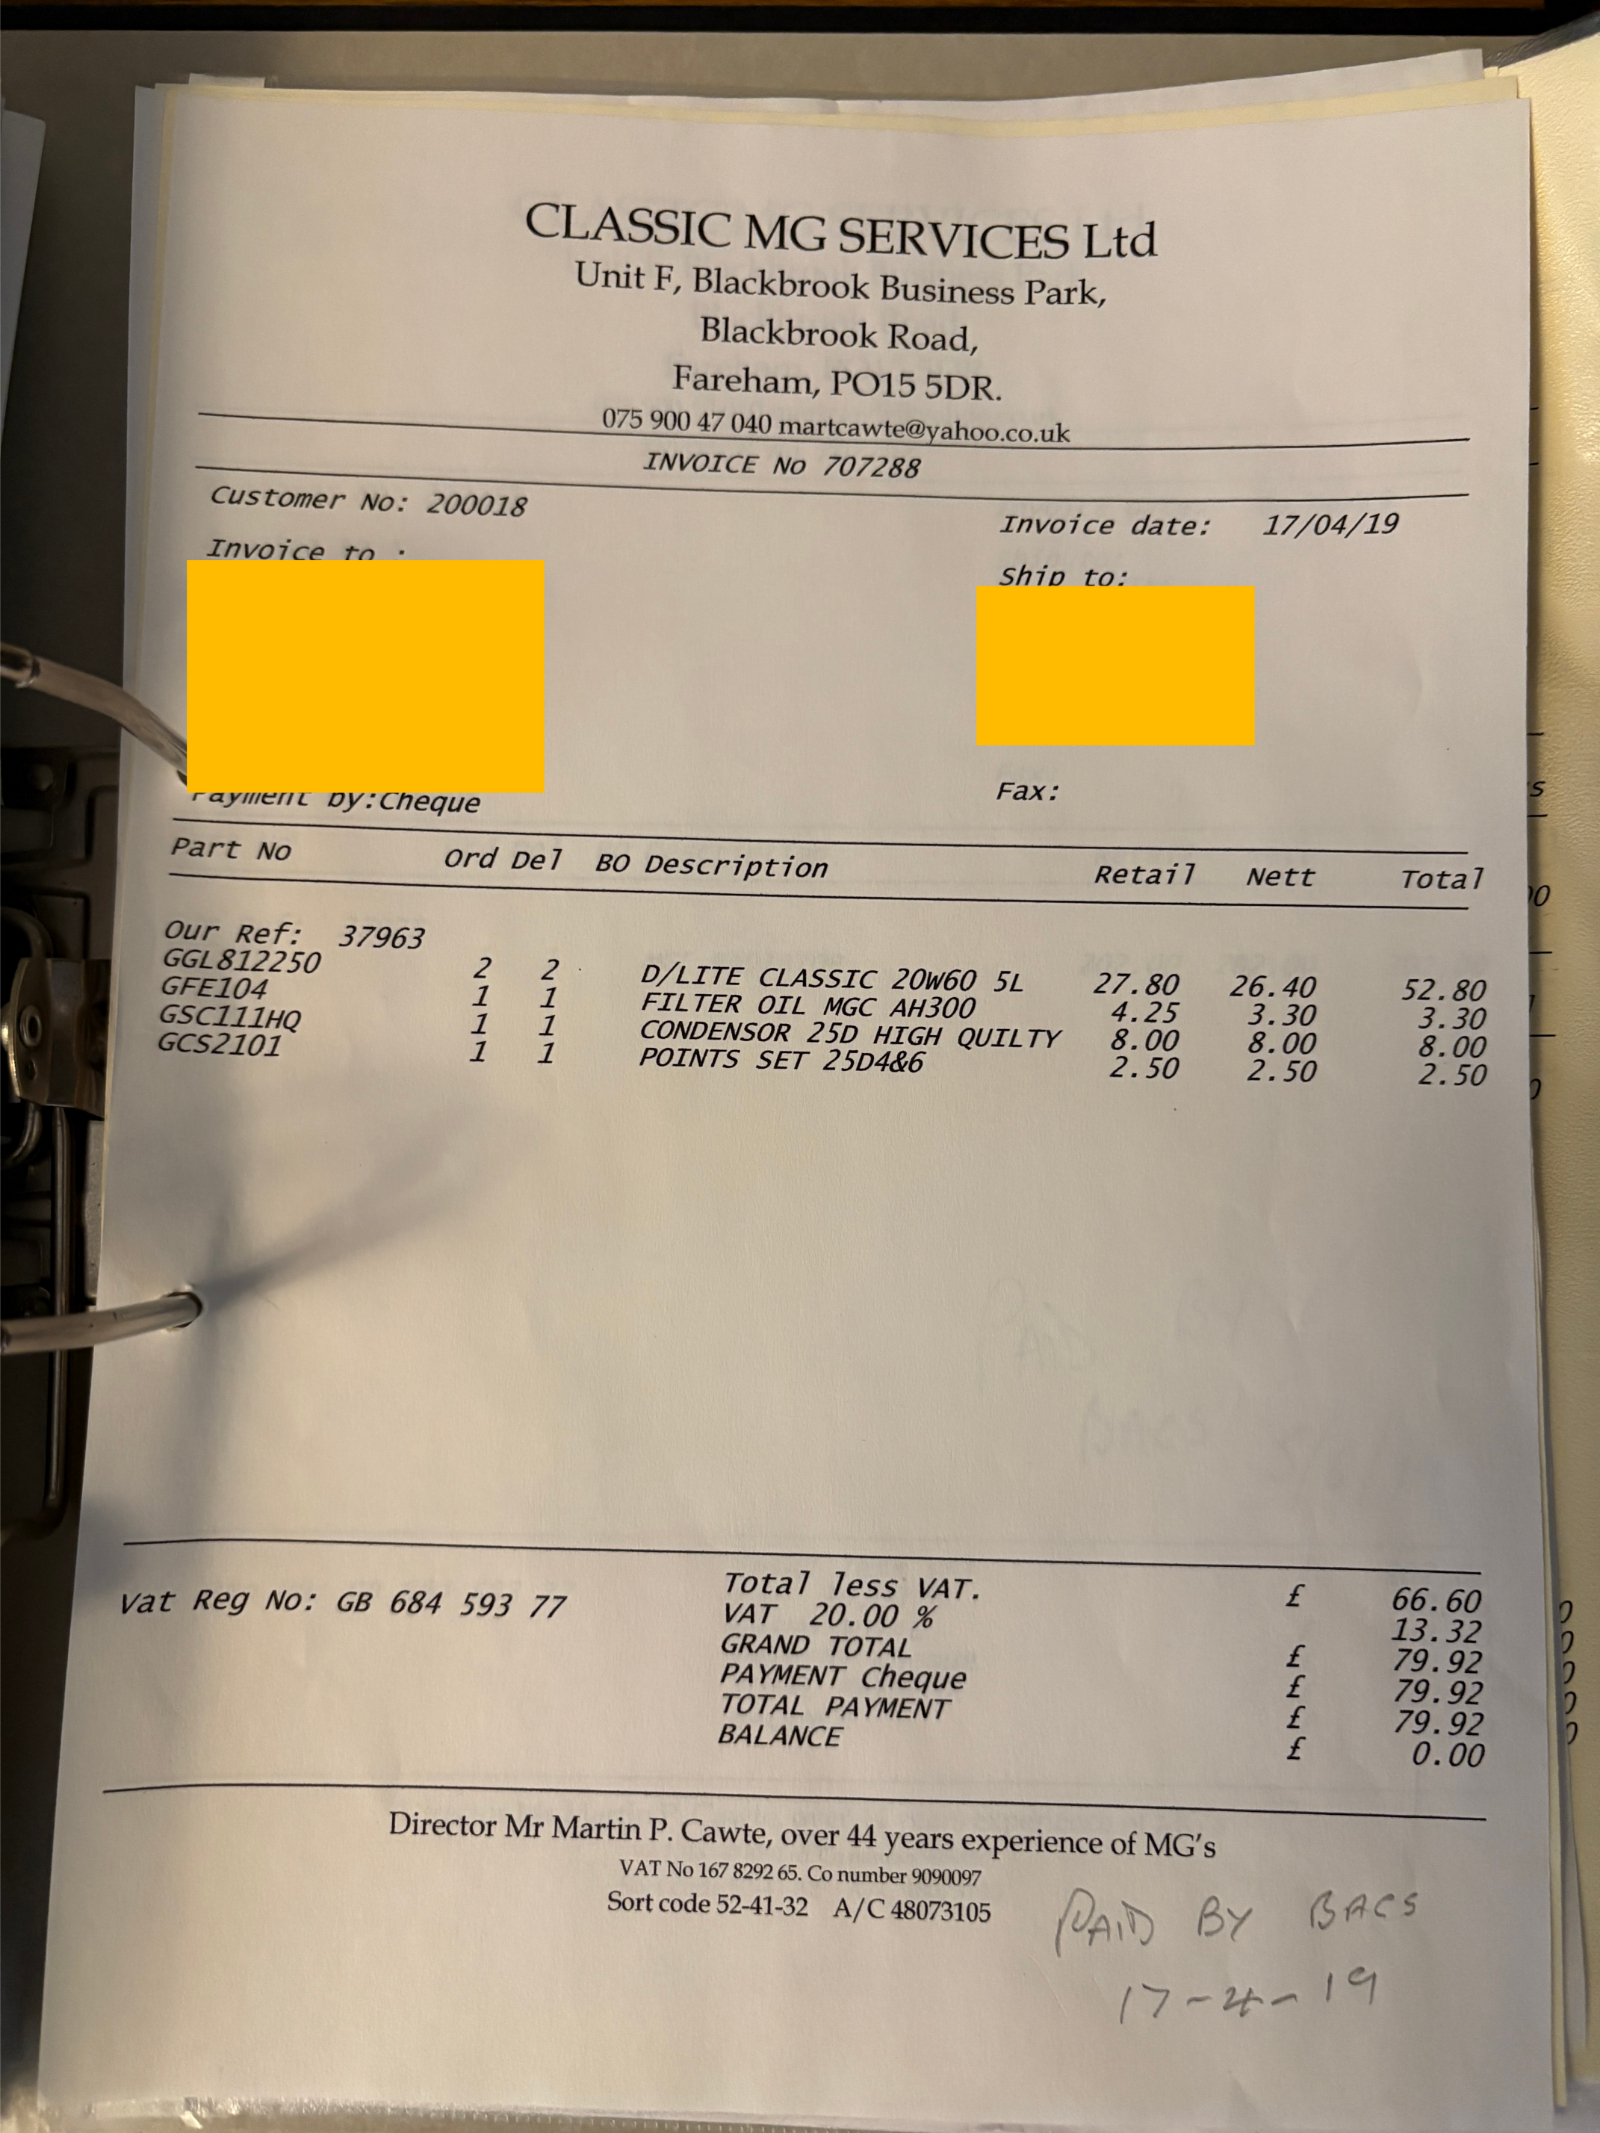 CLASSIC MG SERVICES Ltd
Unit F, Blackbrook Business Park,
Blackbrook Road,
Fareham, PO15 5DR.
075 900 47 040 martcawte@yahoo.co.uk
INVOICE No 707288
Customer No: 200018
Invoice date: 17/04/19
Invoice to :
Ship to:
Payment by:Cheque
Fax:
Part No Ord Del BO Description Retail Nett Total
Our Ref: 37963
GGL812250 2 2 D/LITE CLASSIC 20W60 5L 27.80 26.40 52.80
GFE104 1 1 FILTER OIL MGC AH300 4.25 3.30 3.30
GSC111HQ 1 1 CONDENSOR 25D HIGH QUILTY 8.00 8.00 8.00
GCS2101 1 1 POINTS SET 25D4&6 2.50 2.50 2.50
Vat Reg No: GB 684 593 77
Total less VAT. £ 66.60
VAT 20.00 % 13.32
GRAND TOTAL £ 79.92
PAYMENT Cheque £ 79.92
TOTAL PAYMENT £ 79.92
BALANCE £ 0.00
Director Mr Martin P. Cawte, over 44 years experience of MG's
VAT No 167 8292 65. Co number 9090097
Sort code 52-41-32 A/C 48073105
PAID BY BACS
17-4-19